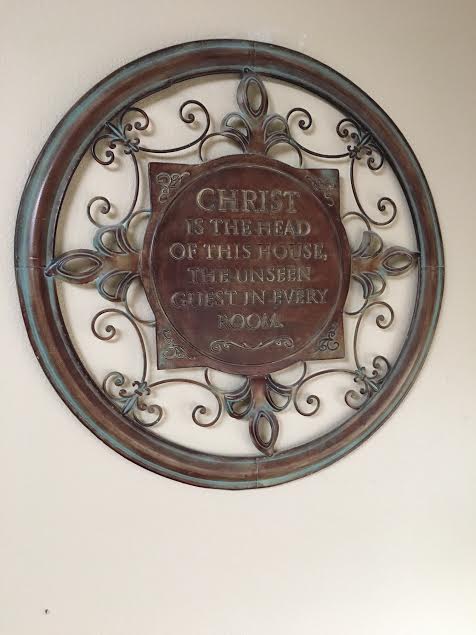 CHRIST
IS THE HEAD
OF THIS HOUSE,
THE UNSEEN
GUEST IN EVERY
ROOM.